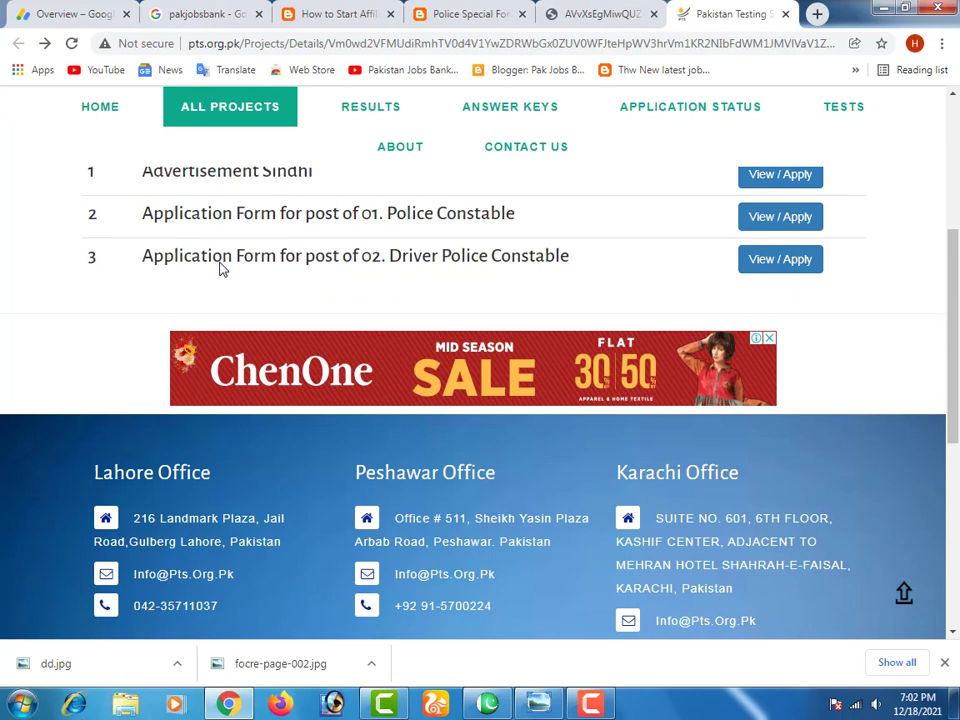 Overview – Goog
pakjobsbank - Go
How to Start Affil
Police Special For
AVvXsEgMiwQUZ
Pakistan Testing S
Not secure
pts.org.pk/Projects/Details/Vm0wd2VFMUdiRmhTV0d4V1YwZDRWbGx0ZUV0WFJteHpWV3hrVm1KR2NIbFdWM1JMVlVaV1Z...
H
Apps
YouTube
News
Translate
Web Store
Pakistan Jobs Bank...
Blogger: Pak Jobs B...
Thw New latest job...
»
Reading list
HOME
ALL PROJECTS
RESULTS
ANSWER KEYS
APPLICATION STATUS
TESTS
ABOUT
CONTACT US
1 Advertisement Sindhi View / Apply
2 Application Form for post of 01. Police Constable View / Apply
3 Application Form for post of 02. Driver Police Constable View / Apply
ChenOne
MID SEASON
SALE
FLAT
30% 50%
APPAREL & HOME TEXTILE
Lahore Office
216 Landmark Plaza, Jail
Road,Gulberg Lahore, Pakistan
Info@Pts.Org.Pk
042-35711037
Peshawar Office
Office # 511, Sheikh Yasin Plaza
Arbab Road, Peshawar. Pakistan
Info@Pts.Org.Pk
+92 91-5700224
Karachi Office
SUITE NO. 601, 6TH FLOOR,
KASHIF CENTER, ADJACENT TO
MEHRAN HOTEL SHAHRAH-E-FAISAL,
KARACHI, Pakistan
Info@Pts.Org.Pk
dd.jpg
focre-page-002.jpg
Show all
7:02 PM
12/18/2021